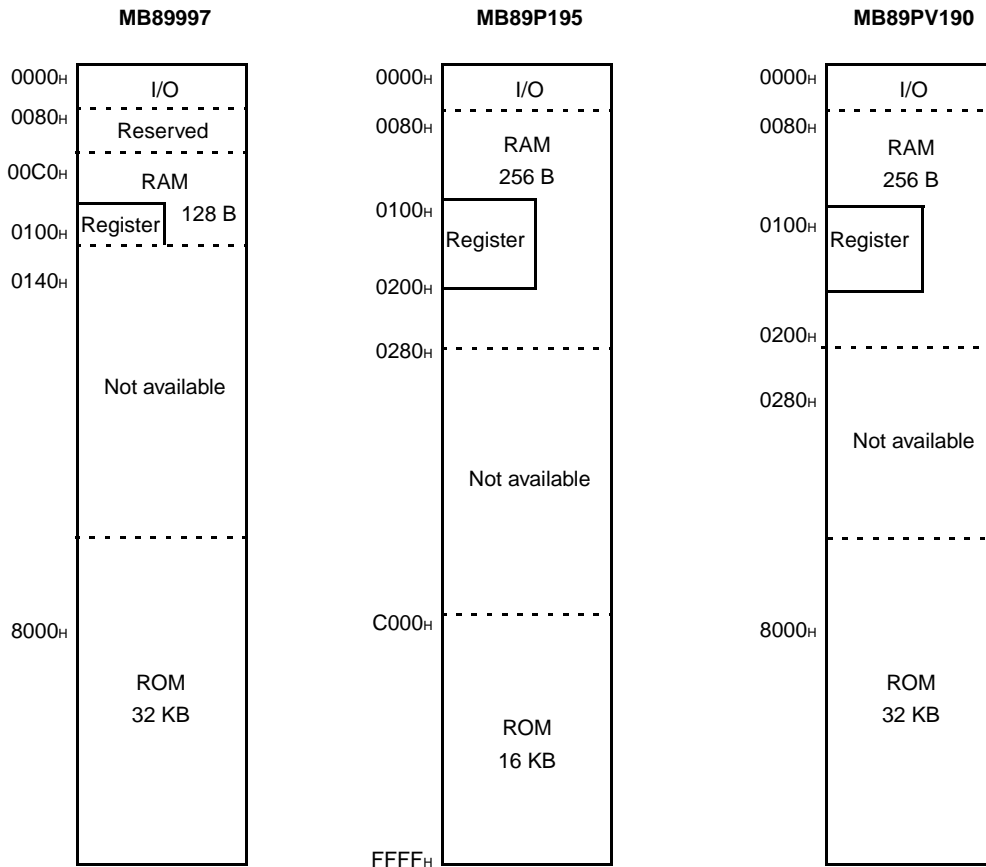 MB89997
0000H
I/O
0080H
Reserved
00C0H
RAM
128 B
Register
0100H
0140H
Not available
8000H
ROM
32 KB
MB89P195
0000H
I/O
0080H
RAM
256 B
0100H
Register
0200H
0280H
Not available
C000H
ROM
16 KB
FFFFH
MB89PV190
0000H
I/O
0080H
RAM
256 B
0100H
Register
0200H
0280H
Not available
8000H
ROM
32 KB